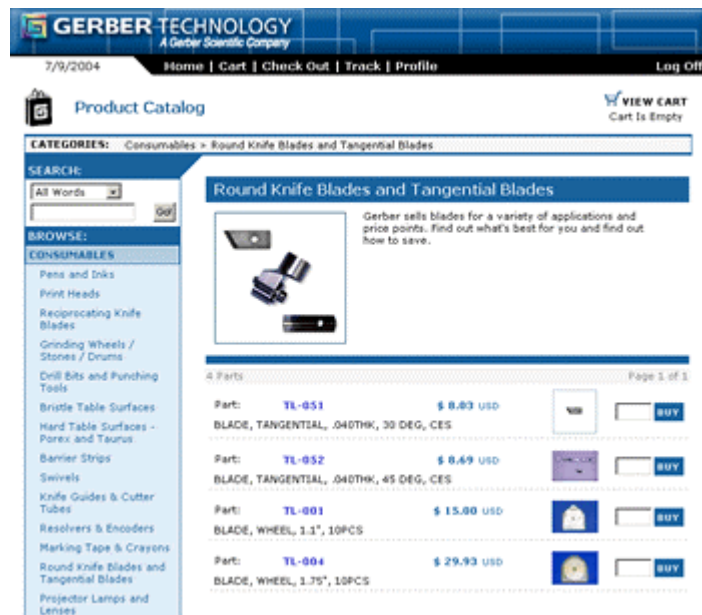 GERBER TECHNOLOGY
A Gerber Scientific Company
7/9/2004 Home | Cart | Check Out | Track | Profile Log Off
Product Catalog
VIEW CART
Cart Is Empty
CATEGORIES: Consumables > Round Knife Blades and Tangential Blades
SEARCH:
All Words
Go!
BROWSE:
CONSUMABLES
Pens and Inks
Print Heads
Reciprocating Knife
Blades
Grinding Wheels /
Stones / Drums
Drill Bits and Punching
Tools
Bristle Table Surfaces
Hard Table Surfaces -
Porex and Taurus
Barrier Strips
Swivels
Knife Guides & Cutter
Tubes
Resolvers & Encoders
Marking Tape & Crayons
Round Knife Blades and
Tangential Blades
Projector Lamps and
Lenses
Round Knife Blades and Tangential Blades
Gerber sells blades for a variety of applications and
price points. Find out what's best for you and find out
how to save.
4 Parts Page 1 of 1
Part: TL-051 $ 8.03 USD BUY
BLADE, TANGENTIAL, .040THK, 30 DEG, CES
Part: TL-052 $ 8.69 USD BUY
BLADE, TANGENTIAL, .040THK, 45 DEG, CES
Part: TL-001 $ 15.00 USD BUY
BLADE, WHEEL, 1.1", 10PCS
Part: TL-004 $ 29.93 USD BUY
BLADE, WHEEL, 1.75", 10PCS